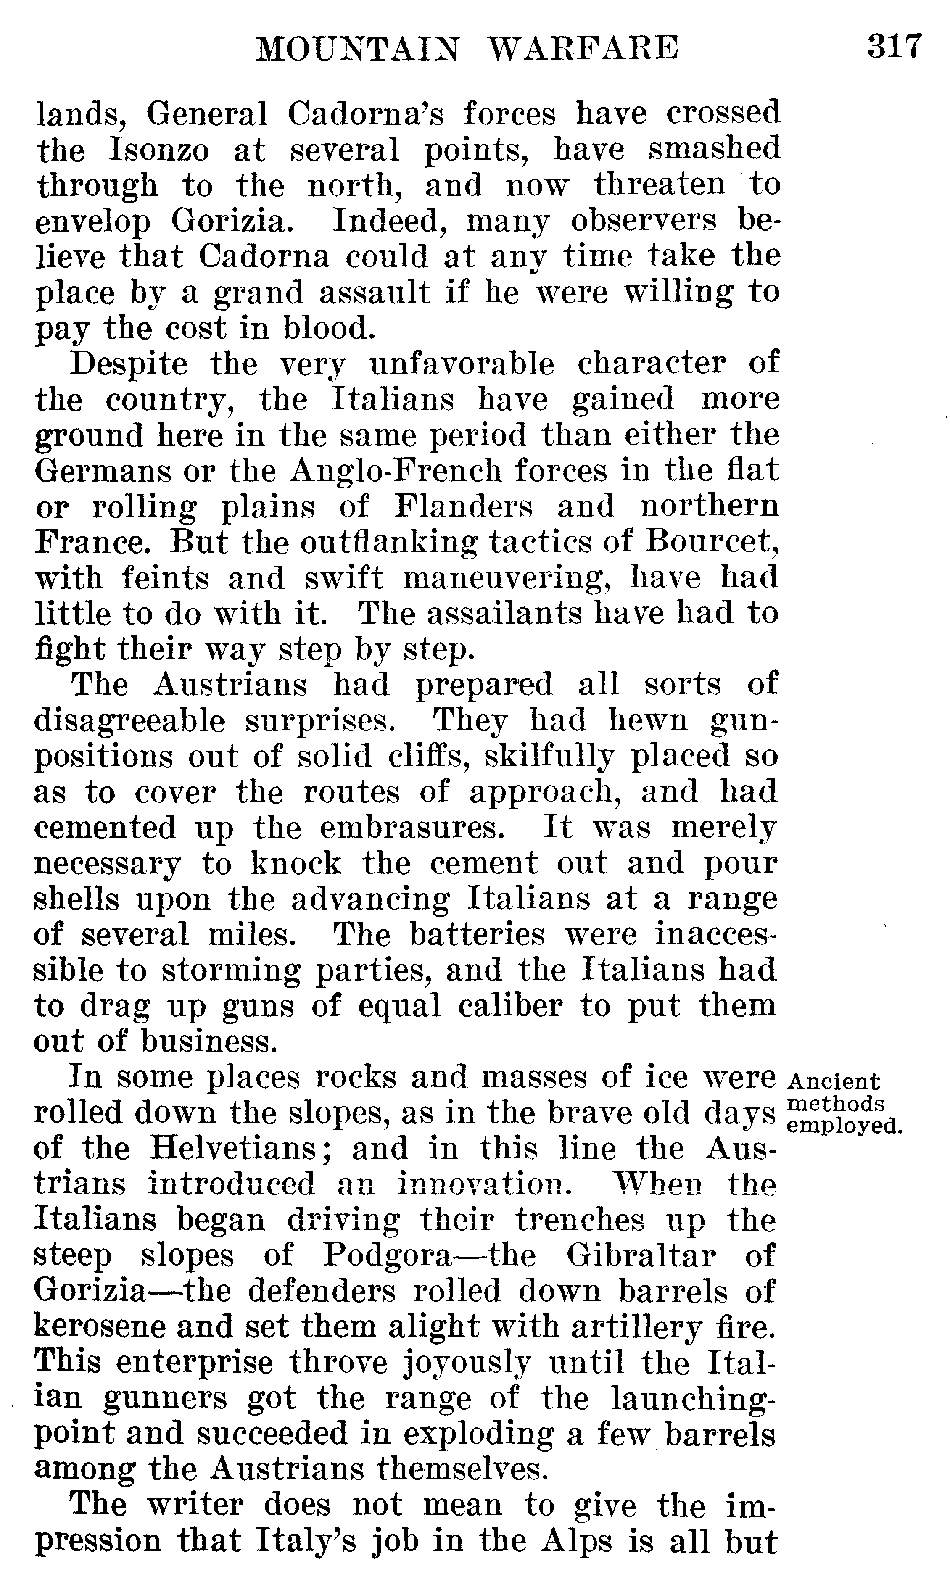 MOUNTAIN WARFARE 317
lands, General Cadorna's forces have crossed
the Isonzo at several points, have smashed
through to the north, and now threaten to
envelop Gorizia. Indeed, many observers be-
lieve that Cadorna could at any time take the
place by a grand assault if he were willing to
pay the cost in blood.
Despite the very unfavorable character of
the country, the Italians have gained more
ground here in the same period than either the
Germans or the Anglo-French forces in the flat
or rolling plains of Flanders and northern
France. But the outflanking tactics of Bourcet,
with feints and swift maneuvering, have had
little to do with it. The assailants have had to
fight their way step by step.
The Austrians had prepared all sorts of
disagreeable surprises. They had hewn gun-
positions out of solid cliffs, skilfully placed so
as to cover the routes of approach, and had
cemented up the embrasures. It was merely
necessary to knock the cement out and pour
shells upon the advancing Italians at a range
of several miles. The batteries were inacces-
sible to storming parties, and the Italians had
to drag up guns of equal caliber to put them
out of business.
In some places rocks and masses of ice were
rolled down the slopes, as in the brave old days
of the Helvetians; and in this line the Aus-
trians introduced an innovation. When the
Italians began driving their trenches up the
steep slopes of Podgora—the Gibraltar of
Gorizia—the defenders rolled down barrels of
kerosene and set them alight with artillery fire.
This enterprise throve joyously until the Ital-
ian gunners got the range of the launching-
point and succeeded in exploding a few barrels
among the Austrians themselves.
The writer does not mean to give the im-
pression that Italy's job in the Alps is all but
Ancient
methods
employed.